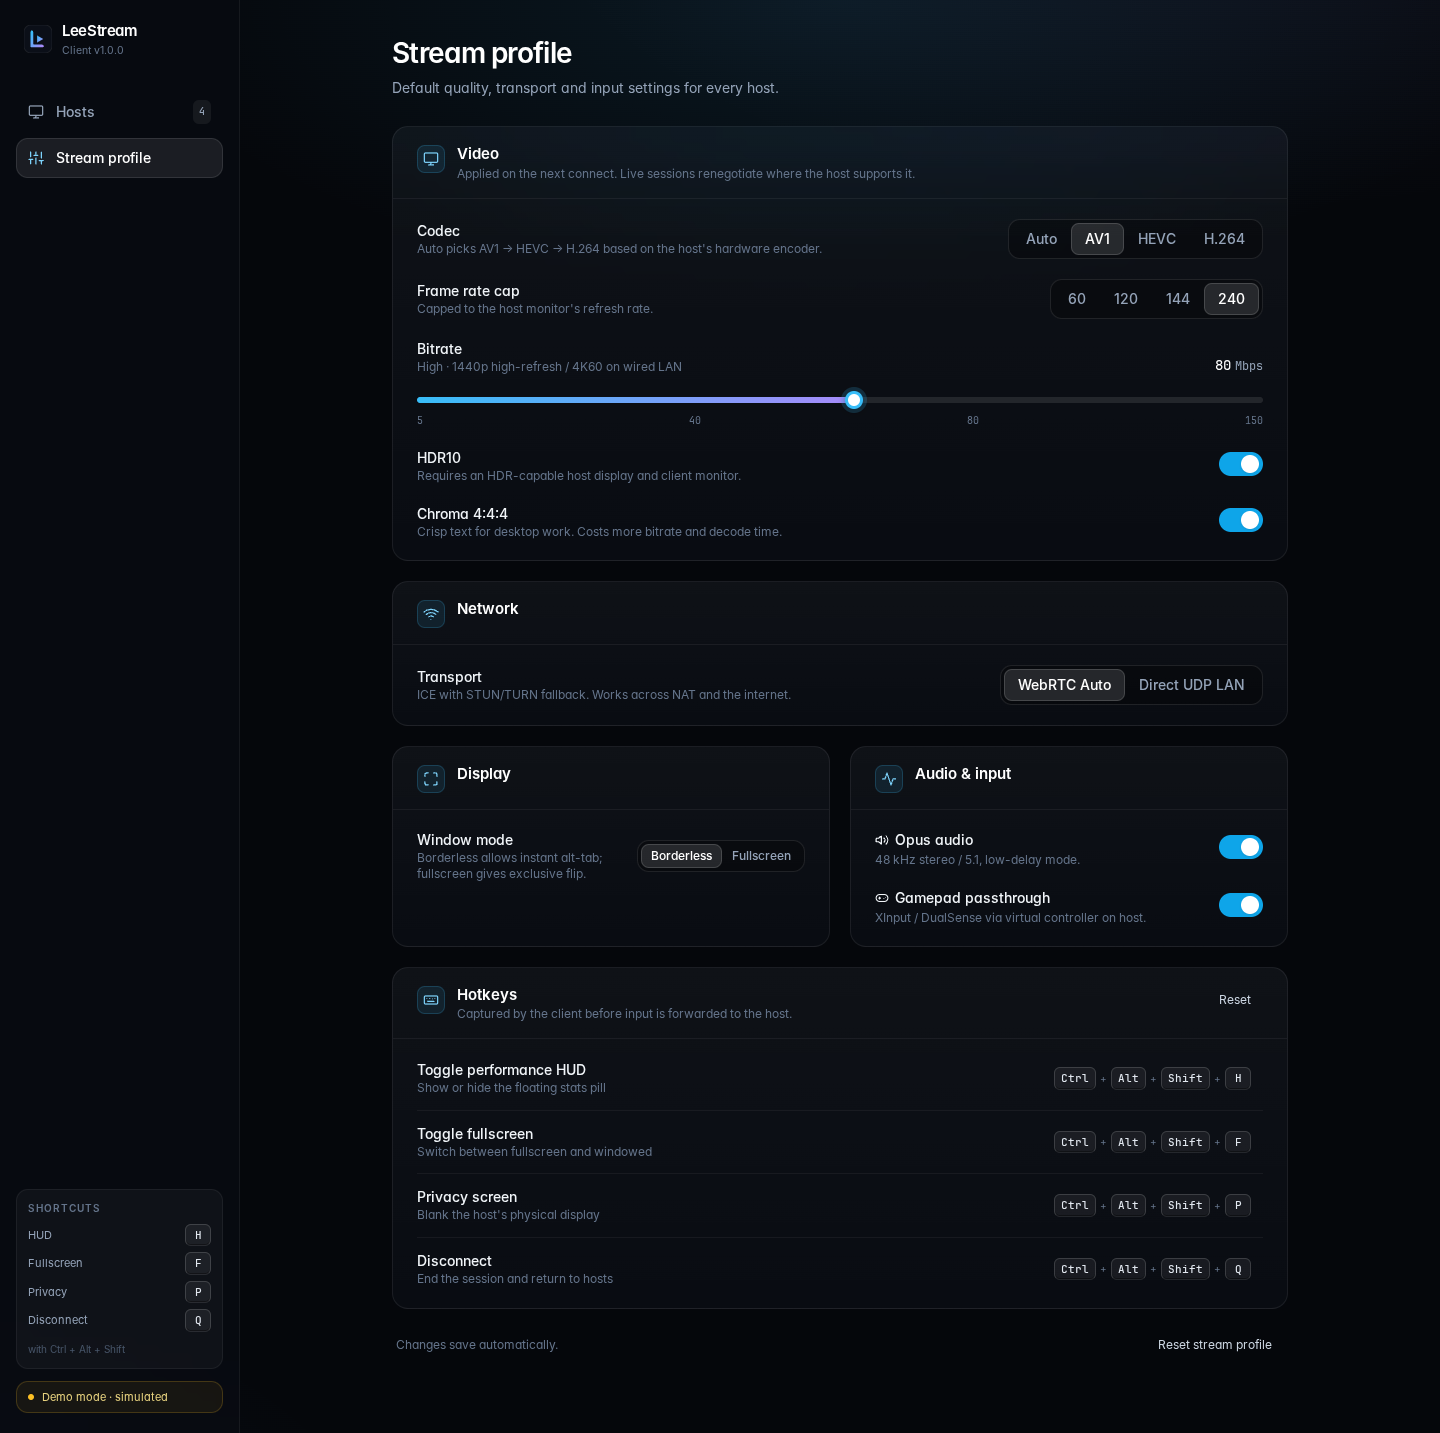 LeeStream
Client v1.0.0
Hosts 4
Stream profile
SHORTCUTS
HUD H
Fullscreen F
Privacy P
Disconnect Q
with Ctrl + Alt + Shift
Demo mode · simulated
Stream profile
Default quality, transport and input settings for every host.
Video
Applied on the next connect. Live sessions renegotiate where the host supports it.
Codec
Auto picks AV1 → HEVC → H.264 based on the host's hardware encoder.
Auto AV1 HEVC H.264
Frame rate cap
Capped to the host monitor's refresh rate.
60 120 144 240
Bitrate
High · 1440p high-refresh / 4K60 on wired LAN
80 Mbps
5 40 80 150
HDR10
Requires an HDR-capable host display and client monitor.
Chroma 4:4:4
Crisp text for desktop work. Costs more bitrate and decode time.
Network
Transport
ICE with STUN/TURN fallback. Works across NAT and the internet.
WebRTC Auto Direct UDP LAN
Display
Window mode
Borderless allows instant alt-tab;
fullscreen gives exclusive flip.
Borderless Fullscreen
Audio & input
Opus audio
48 kHz stereo / 5.1, low-delay mode.
Gamepad passthrough
XInput / DualSense via virtual controller on host.
Hotkeys
Captured by the client before input is forwarded to the host.
Reset
Toggle performance HUD
Show or hide the floating stats pill
Ctrl + Alt + Shift + H
Toggle fullscreen
Switch between fullscreen and windowed
Ctrl + Alt + Shift + F
Privacy screen
Blank the host's physical display
Ctrl + Alt + Shift + P
Disconnect
End the session and return to hosts
Ctrl + Alt + Shift + Q
Changes save automatically.
Reset stream profile